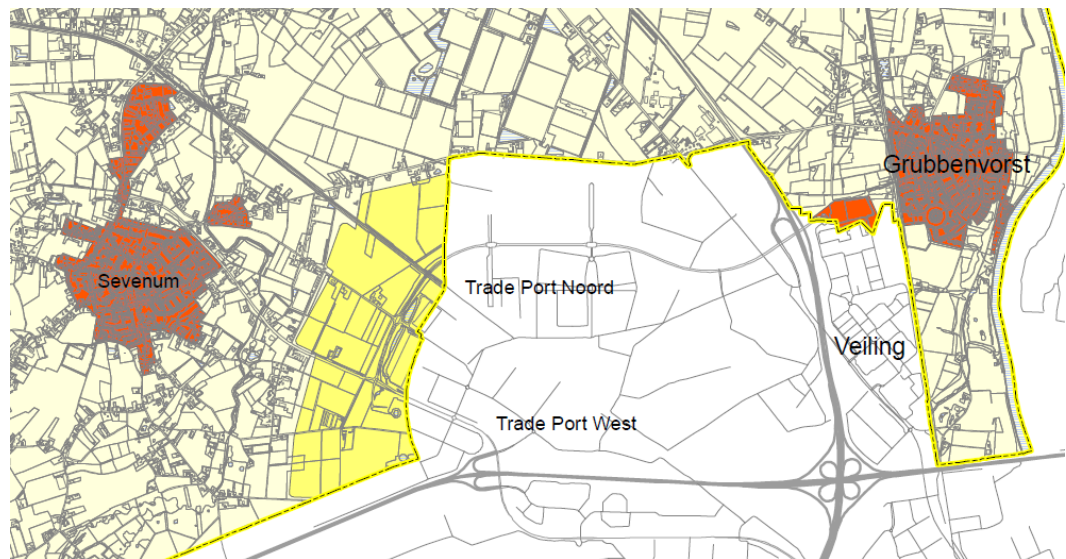 Grubbenvorst
Sevenum
Trade Port Noord
Veiling
Trade Port West